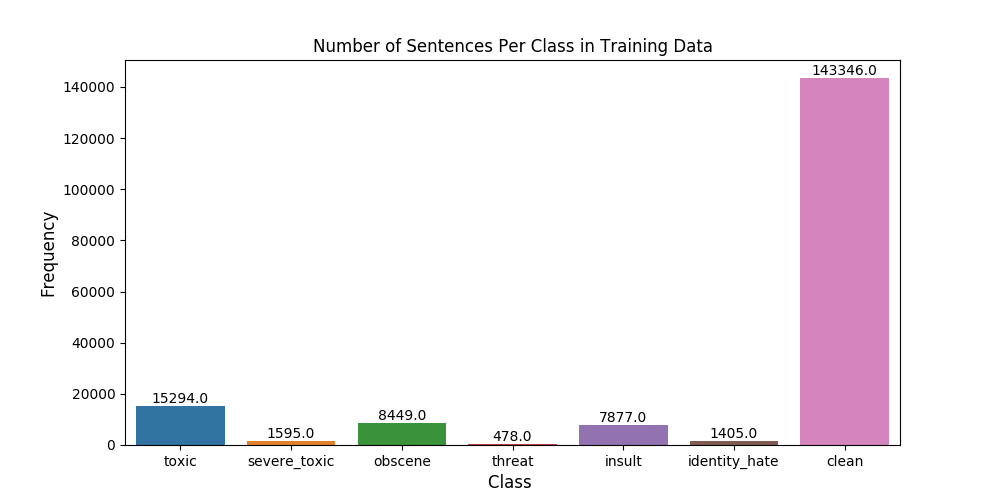 Number of Sentences Per Class in Training Data
Frequency
140000
120000
100000
80000
60000
40000
20000
0
15294.0
1595.0
8449.0
478.0
7877.0
1405.0
143346.0
toxic
severe_toxic
obscene
threat
insult
identity_hate
clean
Class